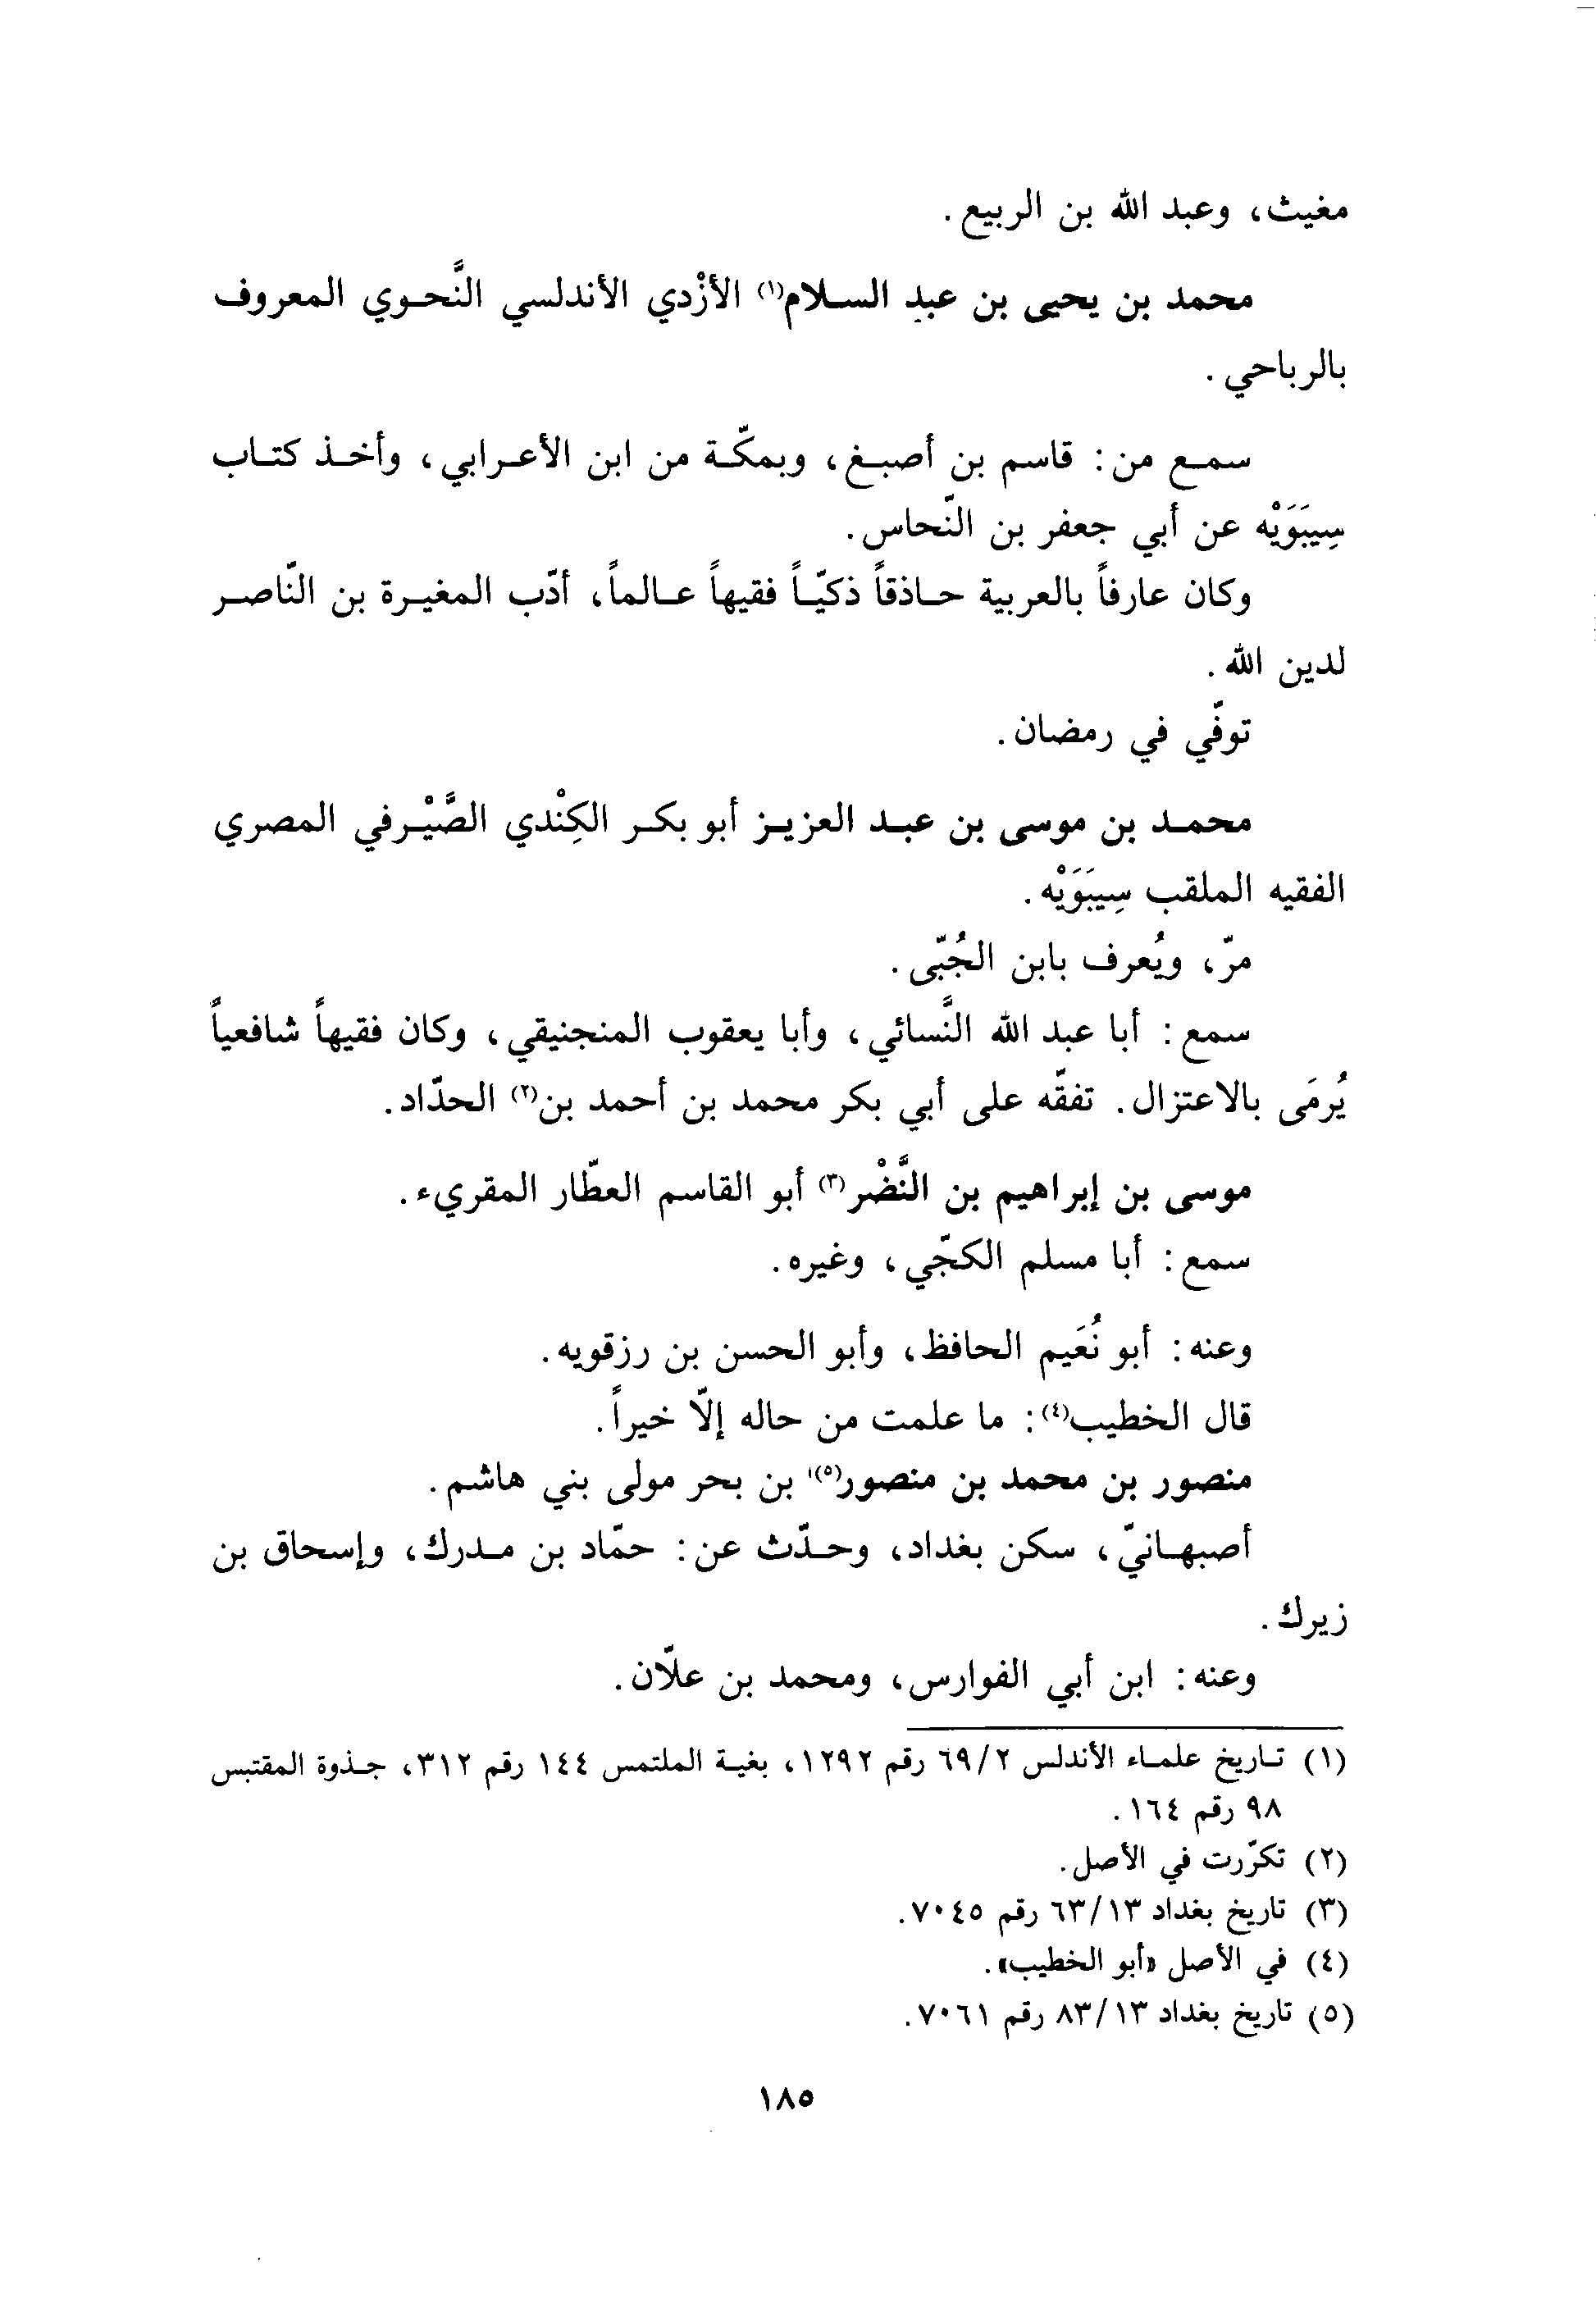 مغيث، وعبد الله بن الربيع.
محمد بن يحيى بن عبد السلام(١) الأزْدي الأندلسي النَّحوي المعروف
بالرباحي.
سمع من: قاسم بن أصبغ، وبمكّة من ابن الأعرابي، وأخذ كتاب
سِيبَوَيْه عن أبي جعفر بن النّحاس.
وكان عارفاً بالعربية حاذقاً ذكيّاً فقيهاً عالماً، أدّب المغيرة بن النّاصر
لدين الله.
توفّي في رمضان.
محمد بن موسى بن عبد العزيز أبو بكر الكِنْدي الصَّيْرفي المصري
الفقيه الملقب سِيبَوَيْه.
مرّ، ويُعرف بابن الجُبّى.
سمع: أبا عبد الله النَّسائي، وأبا يعقوب المنجنيقي، وكان فقيهاً شافعياً
يُرمَى بالاعتزال. تفقّه على أبي بكر محمد بن أحمد بن(٢) الحدّاد.
موسى بن إبراهيم بن النَّضْر(٣) أبو القاسم العطّار المقريء.
سمع: أبا مسلم الكجّي، وغيره.
وعنه: أبو نُعَيم الحافظ، وأبو الحسن بن رزقويه.
قال الخطيب(٤): ما علمت من حاله إلّا خيراً.
منصور بن محمد بن منصور(٥) بن بحر مولى بني هاشم.
أصبهانيّ، سكن بغداد، وحدّث عن: حمّاد بن مدرك، وإسحاق بن
زيرك.
وعنه: ابن أبي الفوارس، ومحمد بن علّان.
(١) تاريخ علماء الأندلس ٦٩/٢ رقم ١٢٩٢، بغية الملتمس ١٤٤ رقم ٣١٢، جذوة المقتبس
٩٨ رقم ١٦٤.
(٢) تكرّرت في الأصل.
(٣) تاريخ بغداد ٦٣/١٣ رقم ٧٠٤٥.
(٤) في الأصل «أبو الخطيب».
(٥) تاريخ بغداد ٨٣/١٣ رقم ٧٠٦١.
١٨٥